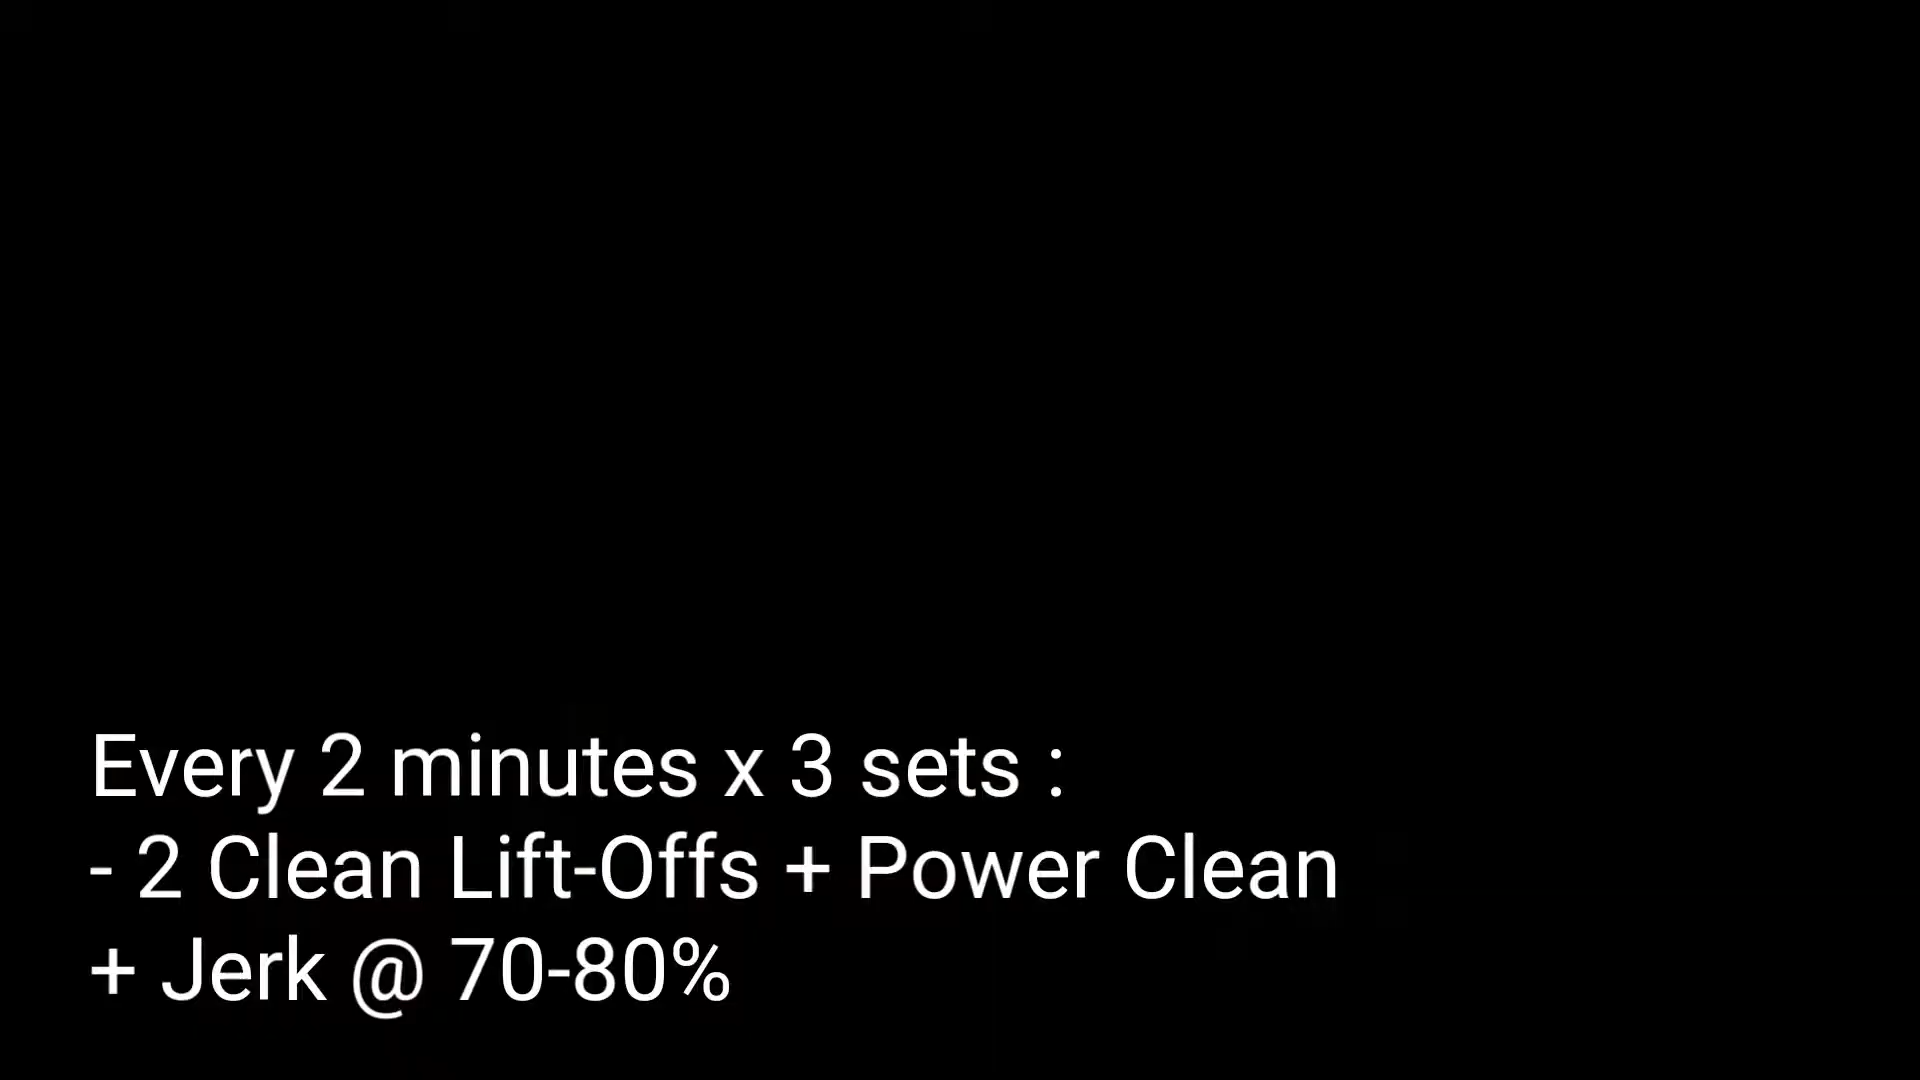 Every 2 minutes x 3 sets :
- 2 Clean Lift-Offs + Power Clean
+ Jerk @ 70-80%